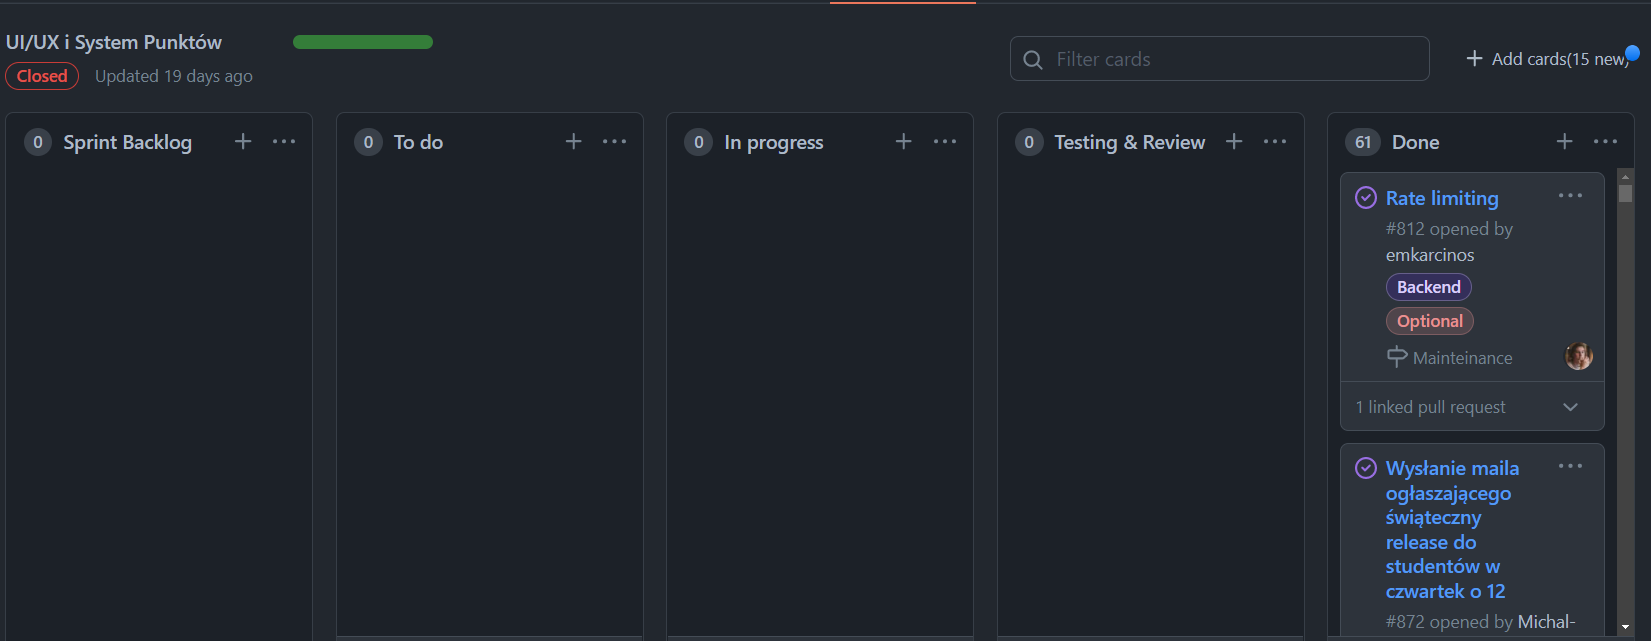 UI/UX i System Punktów
Closed
Updated 19 days ago
Filter cards
Add cards(15 new)
0 Sprint Backlog
0 To do
0 In progress
0 Testing & Review
61 Done
Rate limiting
#812 opened by
emkarcinos
Backend
Optional
Mainteinance
1 linked pull request
Wysłanie maila
ogłaszającego
świąteczny
release do
studentów w
czwartek o 12
#872 opened by Michal-